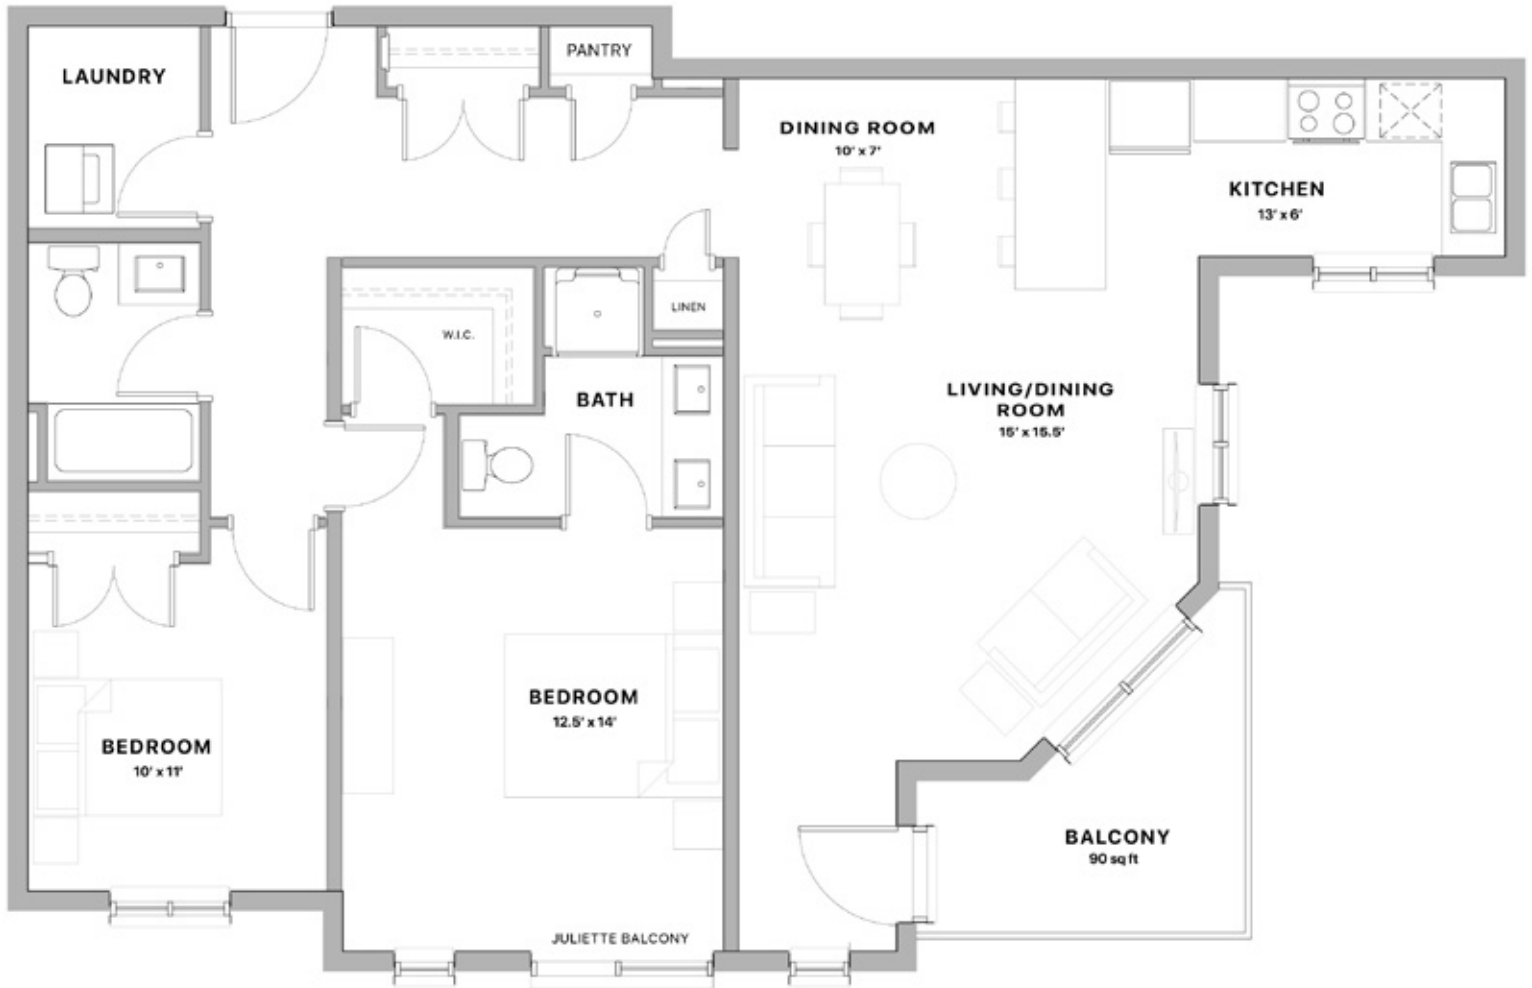 LAUNDRY
PANTRY
DINING ROOM
10' x 7'
KITCHEN
13' x 6'
LINEN
W.I.C.
BATH
LIVING/DINING
ROOM
15' x 15.5'
BEDROOM
12.5' x 14'
BEDROOM
10' x 11'
BALCONY
90 sq ft
JULIETTE BALCONY